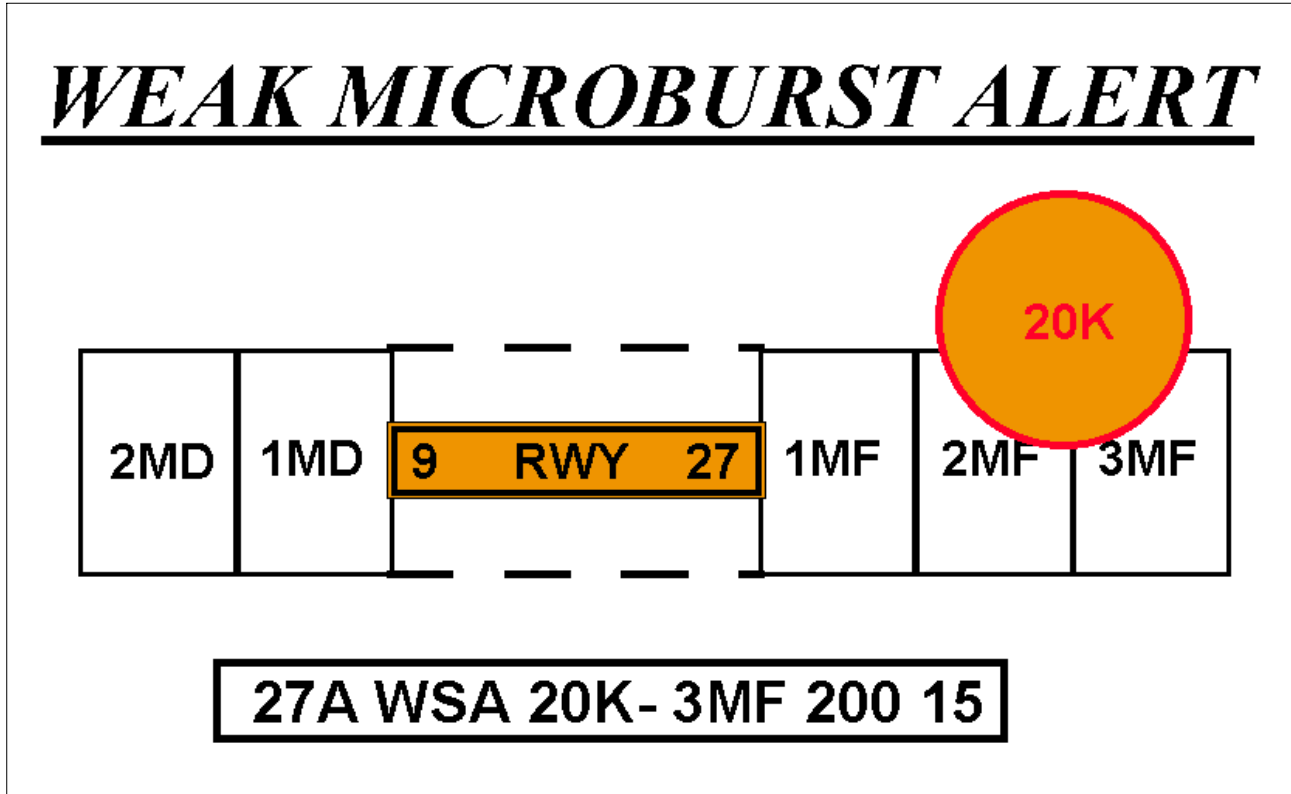 WEAK MICROBURST ALERT
20K
2MD 1MD 9 RWY 27 1MF 2MF 3MF
27A WSA 20K- 3MF 200 15